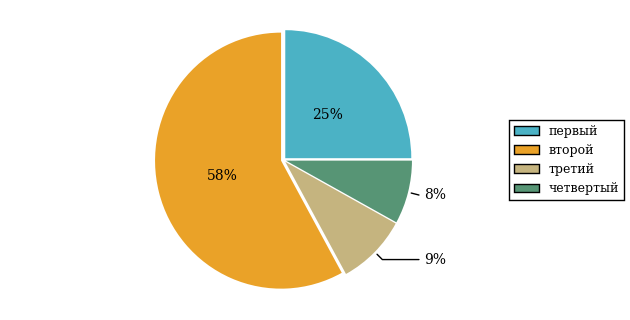 25%
58%
8%
9%
первый
второй
третий
четвертый